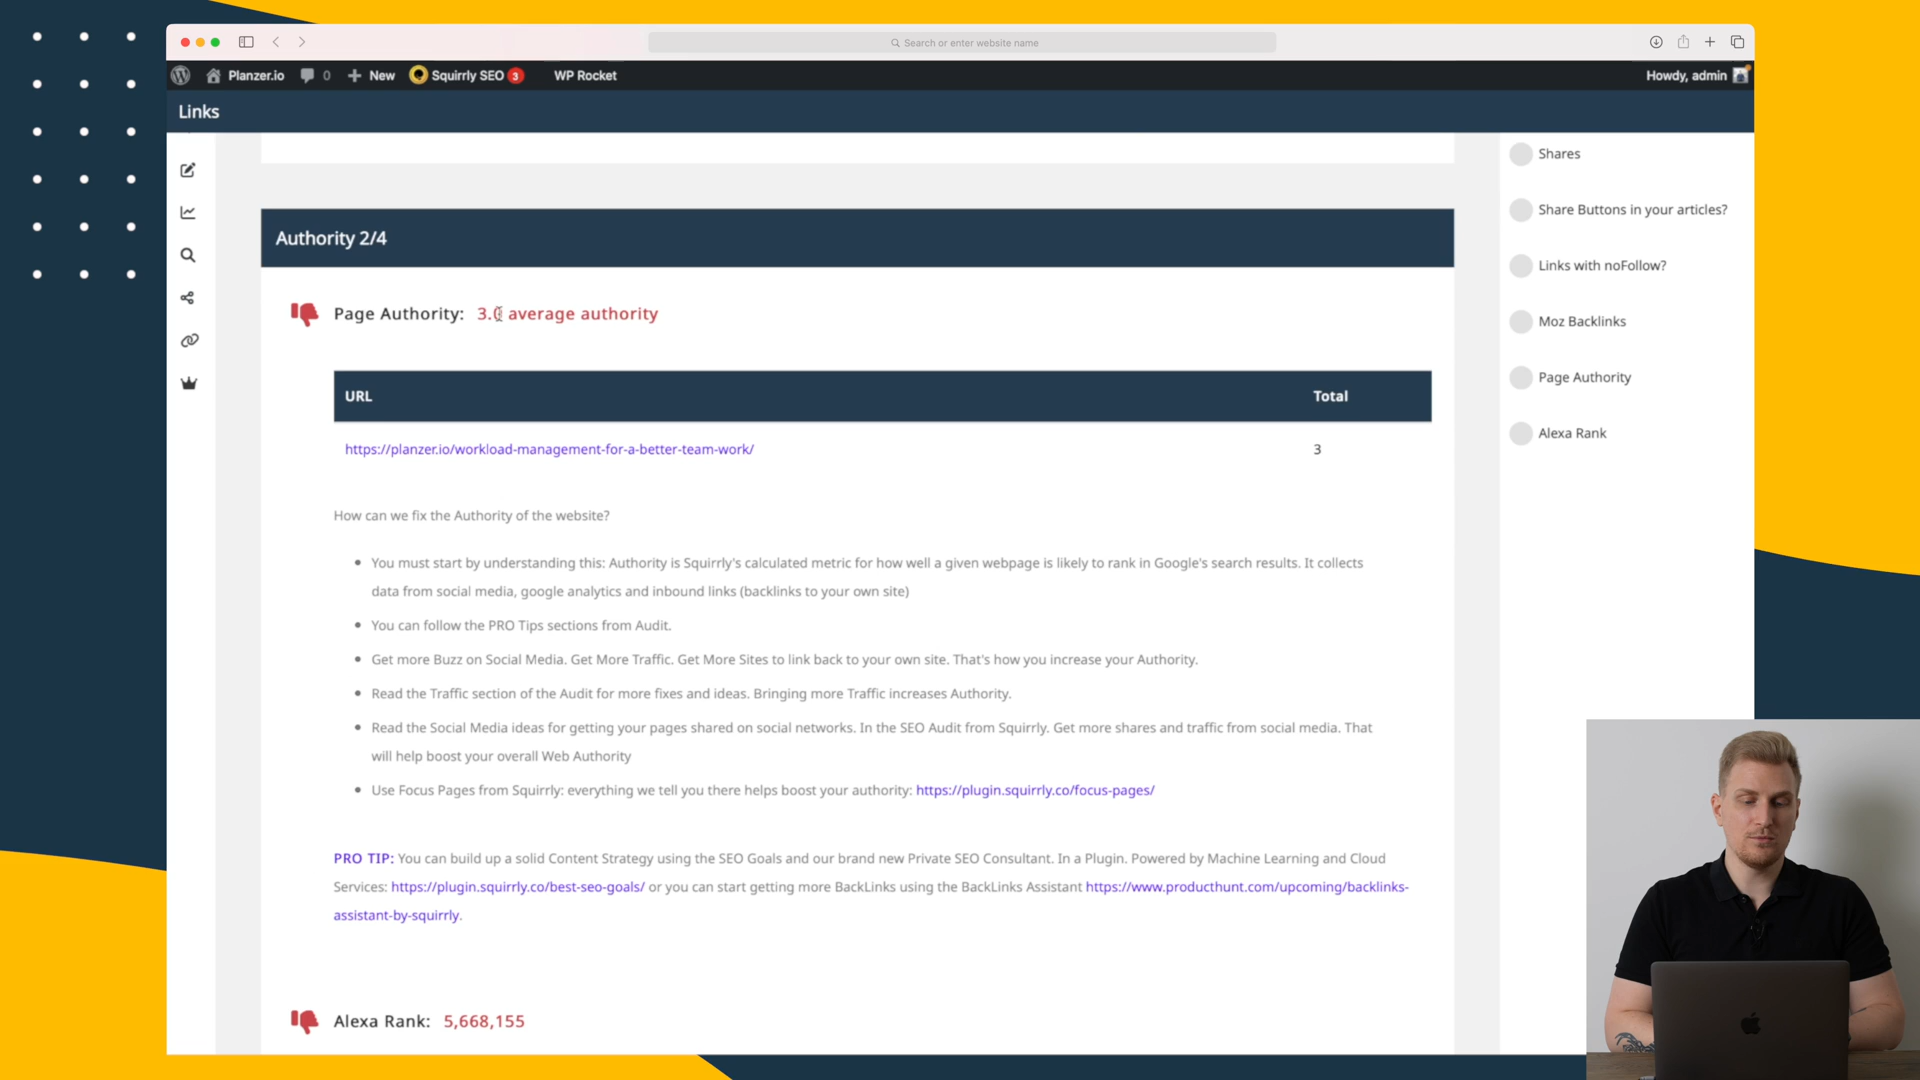 Search or enter website name
Planzer.io 0 New Squirrly SEO 3 WP Rocket Howdy, admin
Links
Authority 2/4
Page Authority: 3.0 average authority
URL Total
https://planzer.io/workload-management-for-a-better-team-work/ 3
How can we fix the Authority of the website?
You must start by understanding this: Authority is Squirrly's calculated metric for how well a given webpage is likely to rank in Google's search results. It collects
data from social media, google analytics and inbound links (backlinks to your own site)
You can follow the PRO Tips sections from Audit.
Get more Buzz on Social Media. Get More Traffic. Get More Sites to link back to your own site. That's how you increase your Authority.
Read the Traffic section of the Audit for more fixes and ideas. Bringing more Traffic increases Authority.
Read the Social Media ideas for getting your pages shared on social networks. In the SEO Audit from Squirrly. Get more shares and traffic from social media. That
will help boost your overall Web Authority
Use Focus Pages from Squirrly: everything we tell you there helps boost your authority: https://plugin.squirrly.co/focus-pages/
PRO TIP: You can build up a solid Content Strategy using the SEO Goals and our brand new Private SEO Consultant. In a Plugin. Powered by Machine Learning and Cloud
Services: https://plugin.squirrly.co/best-seo-goals/ or you can start getting more BackLinks using the BackLinks Assistant https://www.producthunt.com/upcoming/backlinks-
assistant-by-squirrly.
Alexa Rank: 5,668,155
Shares
Share Buttons in your articles?
Links with noFollow?
Moz Backlinks
Page Authority
Alexa Rank